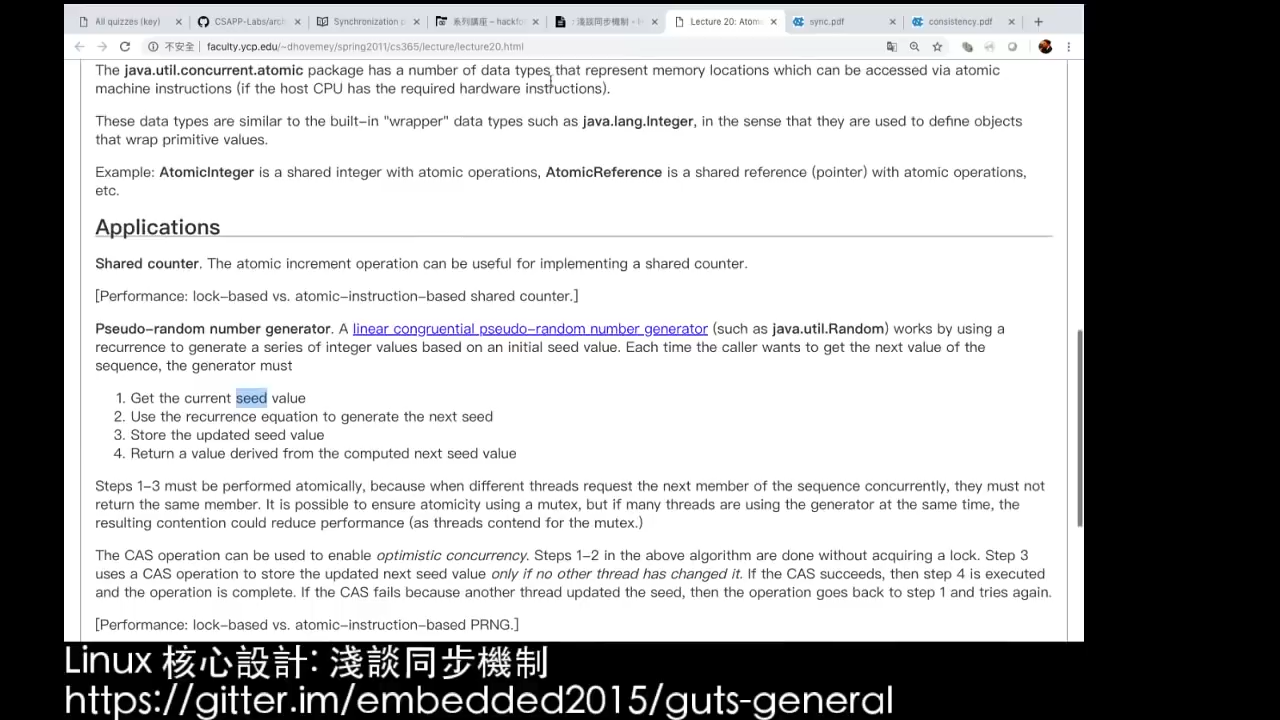 All quizzes (key)
CSAPP-Labs/arch
Synchronization p
系列講座 – hackfo
淺談同步機制 –
Lecture 20: Atom
sync.pdf
consistency.pdf
不安全 faculty.ycp.edu/~dhovemey/spring2011/cs365/lecture/lecture20.html
The java.util.concurrent.atomic package has a number of data types that represent memory locations which can be accessed via atomic
machine instructions (if the host CPU has the required hardware instructions).
These data types are similar to the built-in "wrapper" data types such as java.lang.Integer, in the sense that they are used to define objects
that wrap primitive values.
Example: AtomicInteger is a shared integer with atomic operations, AtomicReference is a shared reference (pointer) with atomic operations,
etc.
Applications
Shared counter. The atomic increment operation can be useful for implementing a shared counter.
[Performance: lock-based vs. atomic-instruction-based shared counter.]
Pseudo-random number generator. A linear congruential pseudo-random number generator (such as java.util.Random) works by using a
recurrence to generate a series of integer values based on an initial seed value. Each time the caller wants to get the next value of the
sequence, the generator must
1. Get the current seed value
2. Use the recurrence equation to generate the next seed
3. Store the updated seed value
4. Return a value derived from the computed next seed value
Steps 1-3 must be performed atomically, because when different threads request the next member of the sequence concurrently, they must not
return the same member. It is possible to ensure atomicity using a mutex, but if many threads are using the generator at the same time, the
resulting contention could reduce performance (as threads contend for the mutex.)
The CAS operation can be used to enable optimistic concurrency. Steps 1-2 in the above algorithm are done without acquiring a lock. Step 3
uses a CAS operation to store the updated next seed value only if no other thread has changed it. If the CAS succeeds, then step 4 is executed
and the operation is complete. If the CAS fails because another thread updated the seed, then the operation goes back to step 1 and tries again.
[Performance: lock-based vs. atomic-instruction-based PRNG.]
Linux 核心設計: 淺談同步機制
https://gitter.im/embedded2015/guts-general